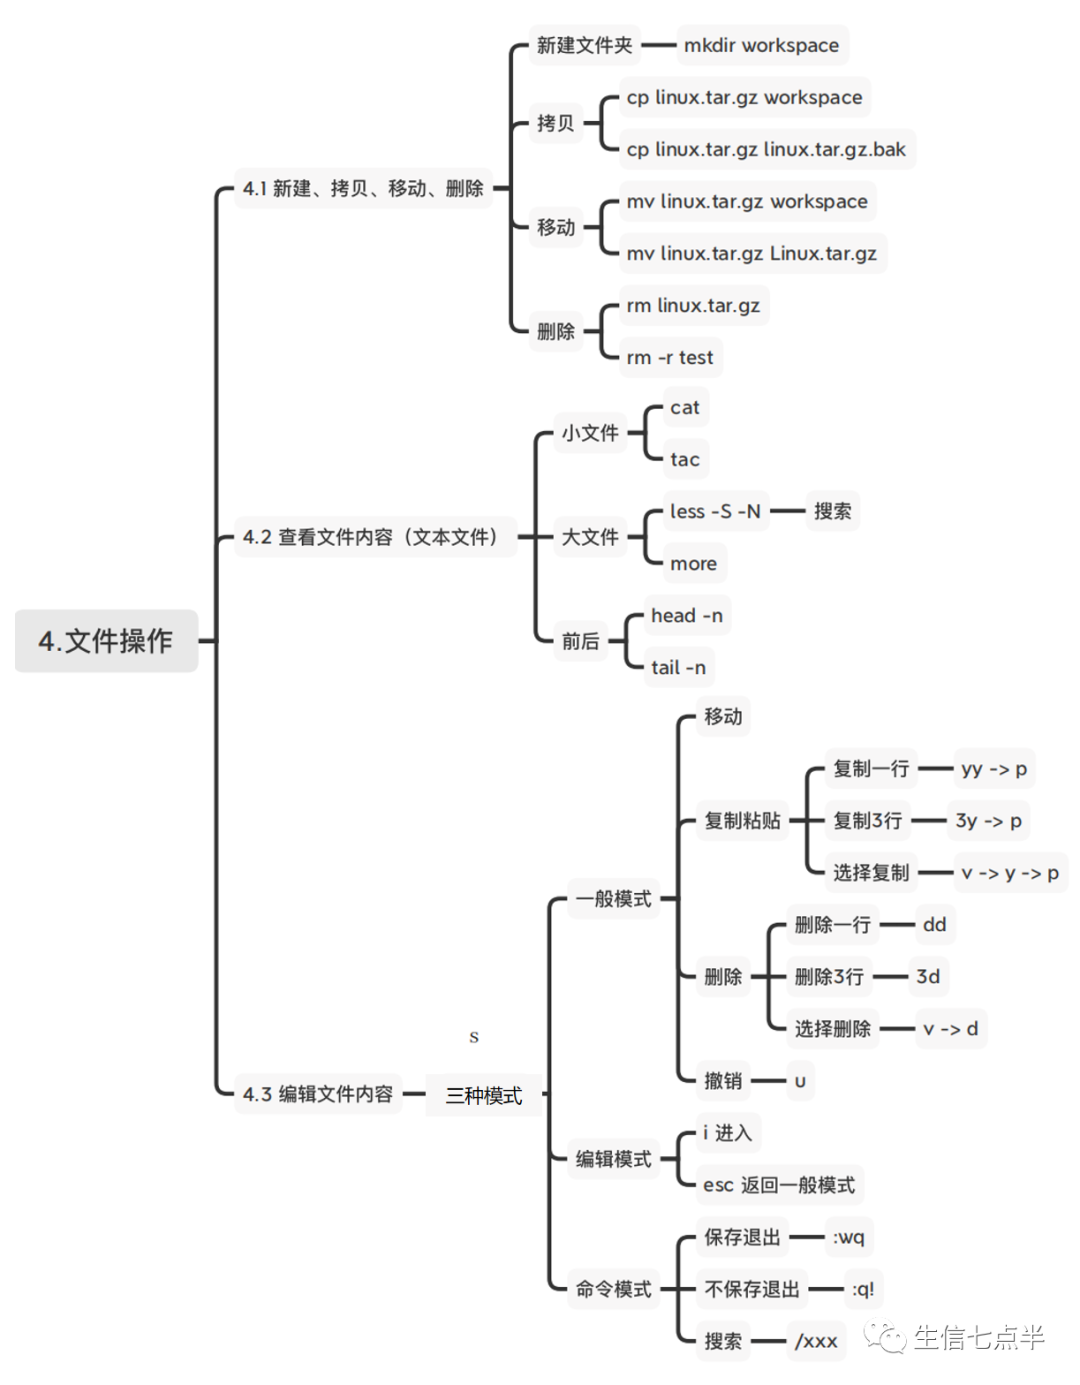 4.文件操作
4.1 新建、拷贝、移动、删除
新建文件夹
mkdir workspace
拷贝
cp linux.tar.gz workspace
cp linux.tar.gz linux.tar.gz.bak
移动
mv linux.tar.gz workspace
mv linux.tar.gz Linux.tar.gz
删除
rm linux.tar.gz
rm -r test
4.2 查看文件内容（文本文件）
小文件
cat
tac
大文件
less -S -N
搜索
more
前后
head -n
tail -n
4.3 编辑文件内容
s
三种模式
一般模式
移动
复制粘贴
复制一行
yy -> p
复制3行
3y -> p
选择复制
v -> y -> p
删除
删除一行
dd
删除3行
3d
选择删除
v -> d
撤销
u
编辑模式
i 进入
esc 返回一般模式
命令模式
保存退出
:wq
不保存退出
:q!
搜索
/xxx
生信七点半